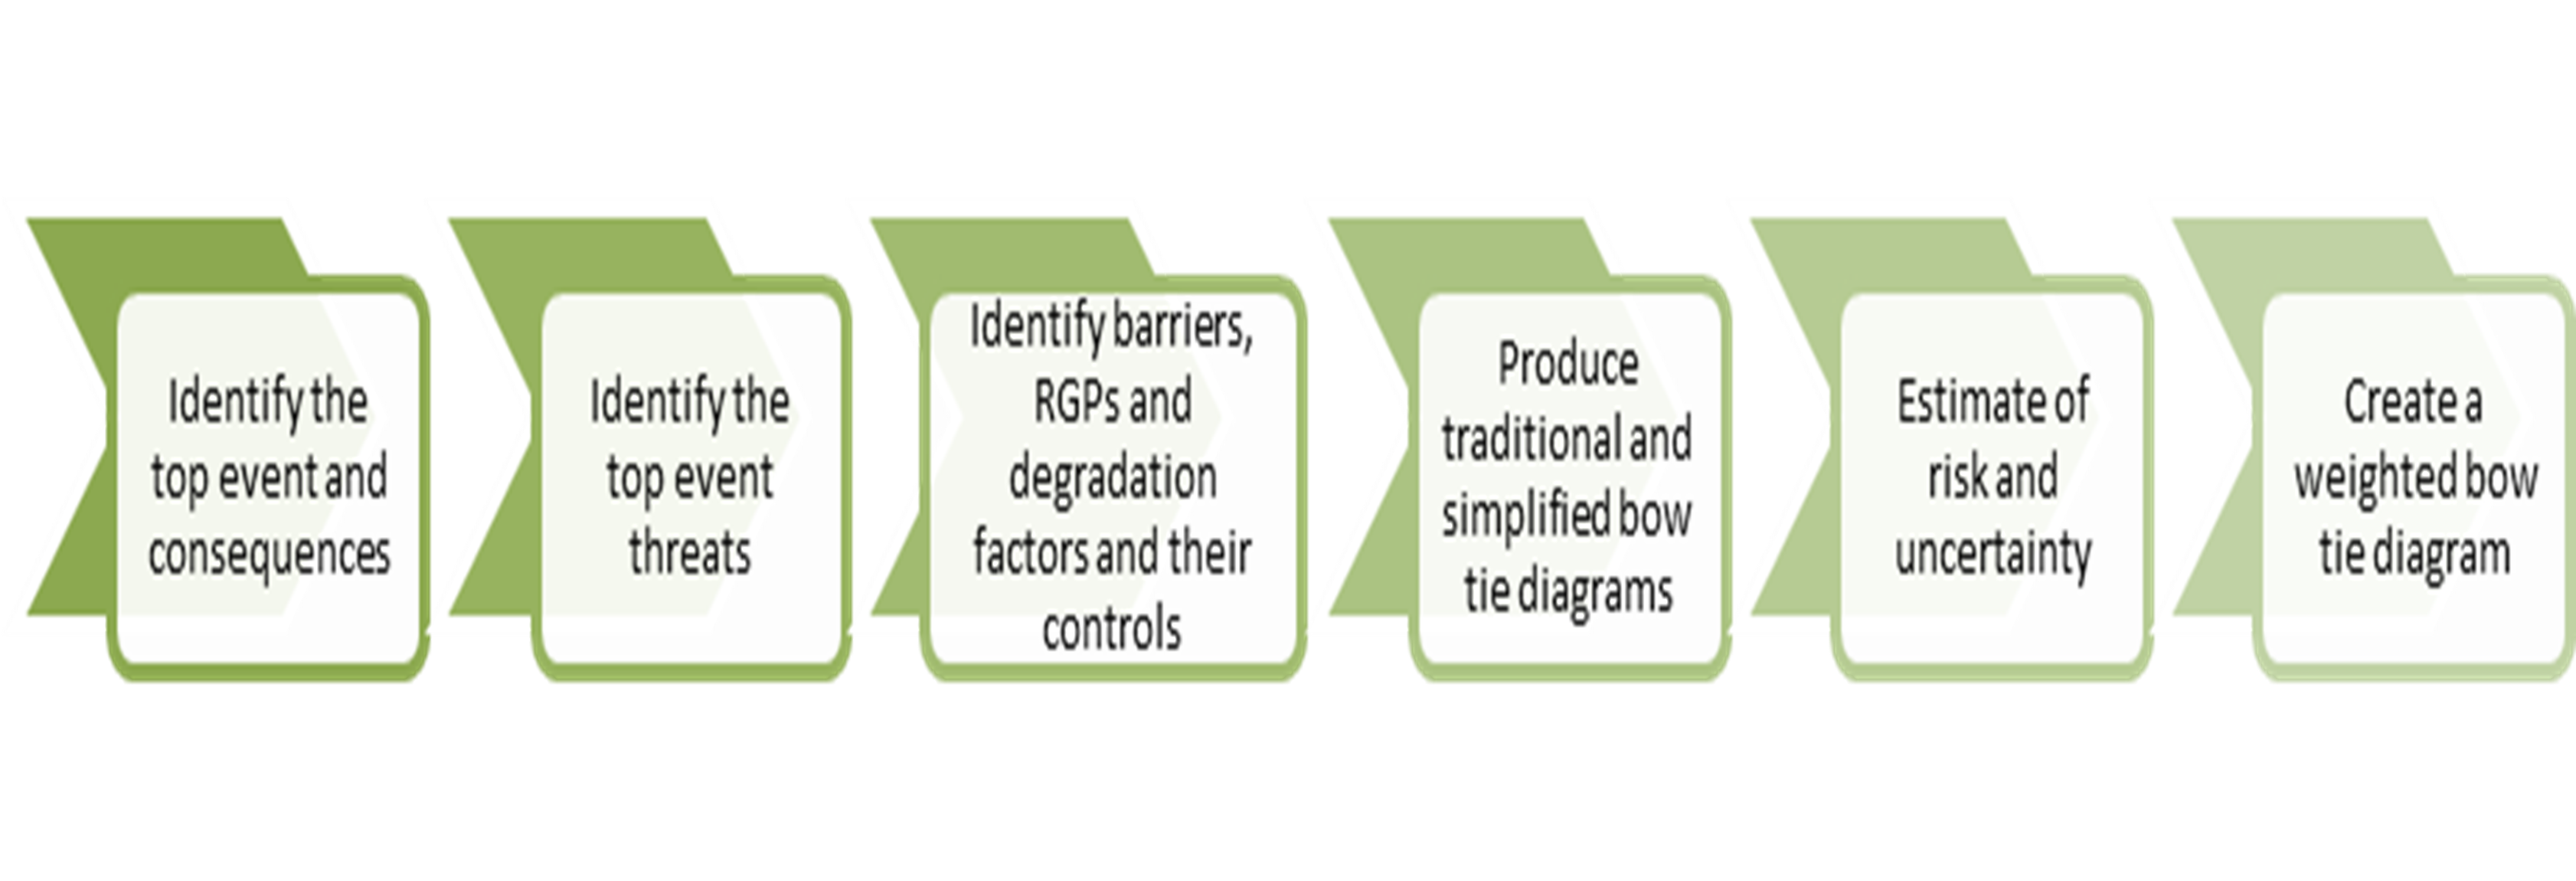 Identify the
top event and
consequences
Identify the
top event
threats
Identify barriers,
RGPs and
degradation
factors and their
controls
Produce
traditional and
simplified bow
tie diagrams
Estimate of
risk and
uncertainty
Create a
weighted bow
tie diagram